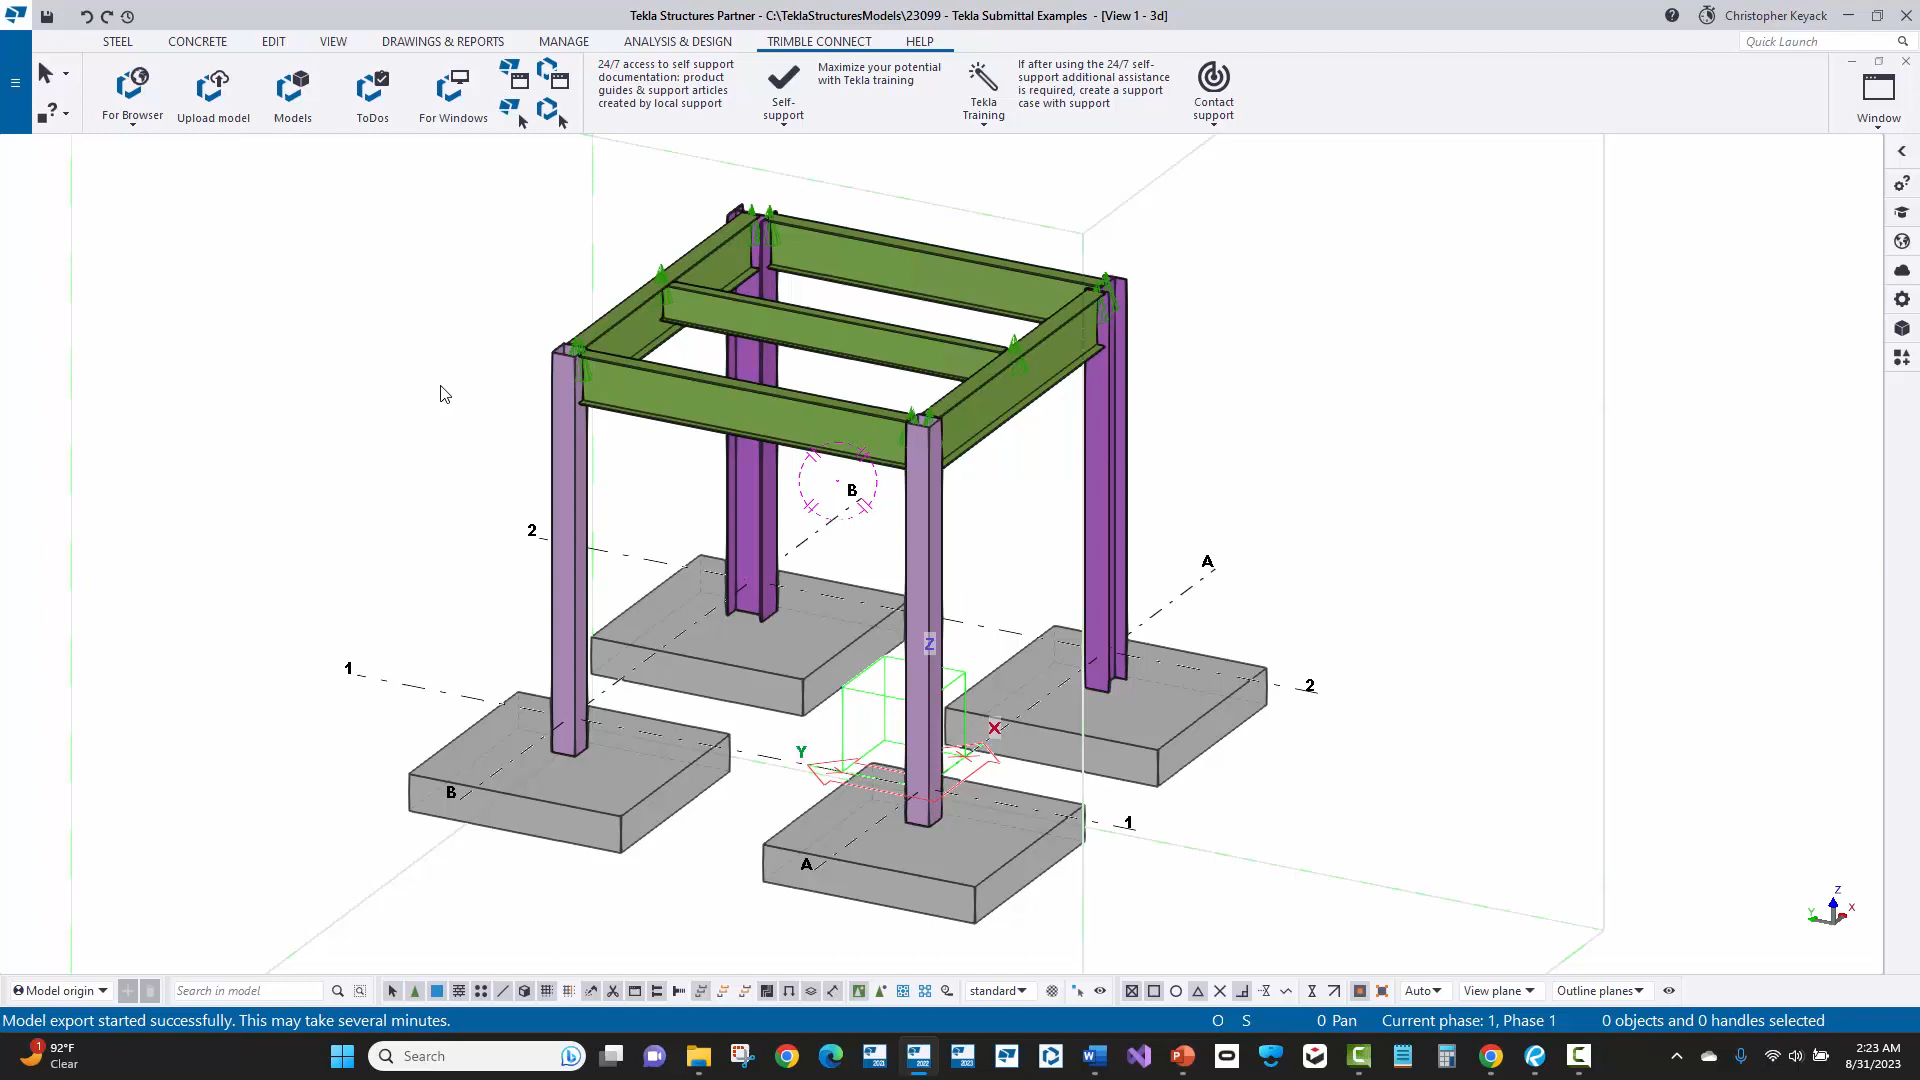 Tekla Structures Partner - C:\TeklaStructuresModels\23099 - Tekla Submittal Examples - [View 1 - 3d]
Christopher Keyack
STEEL CONCRETE EDIT VIEW DRAWINGS & REPORTS MANAGE ANALYSIS & DESIGN TRIMBLE CONNECT HELP
Quick Launch
For Browser
Upload model
Models
ToDos
For Windows
24/7 access to self support
documentation: product
guides & support articles
created by local support
Self-
support
Maximize your potential
with Tekla training
Tekla
Training
If after using the 24/7 self-
support additional assistance
is required, create a support
case with support
Contact
support
Window
B
2
A
Z
1
2
X
Y
B
1
A
Z
Y
X
Model origin
Search in model
standard
Auto
View plane
Outline planes
Model export started successfully. This may take several minutes.
O S 0 Pan Current phase: 1, Phase 1 0 objects and 0 handles selected
1
92°F
Clear
Search
2021
2022
2023
2:23 AM
8/31/2023